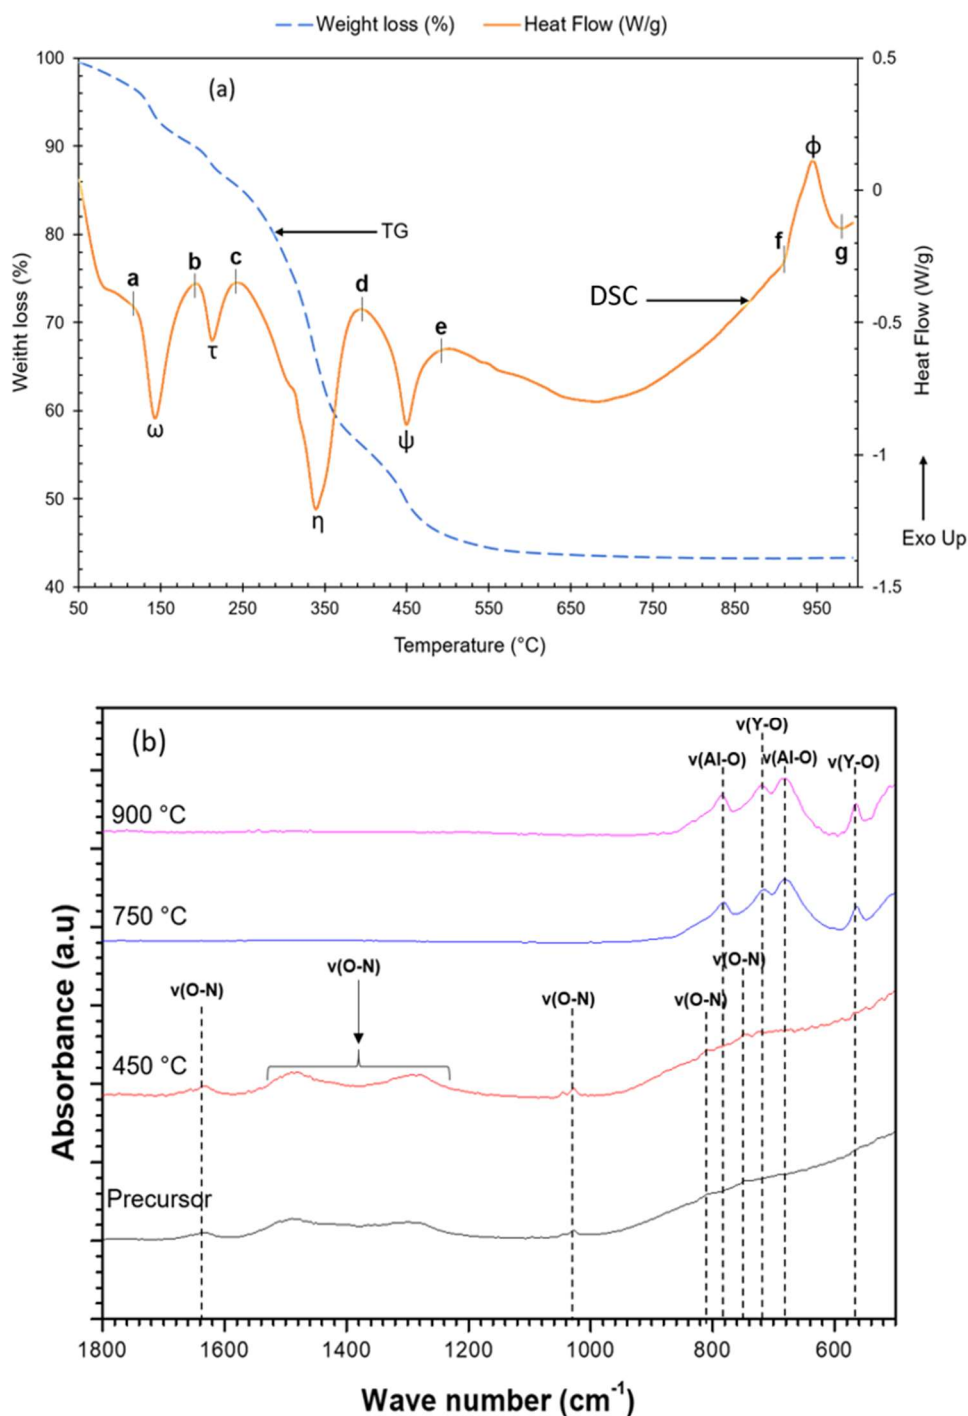 Weight loss (%) Heat Flow (W/g)
(a)
100
90
80
70
60
50
40
Weitht loss (%)
0.5
0
-0.5
-1
-1.5
Heat Flow (W/g)
Exo Up
TG
DSC
a
b
c
d
e
f
g
ω
τ
η
ψ
ϕ
50 150 250 350 450 550 650 750 850 950
Temperature (°C)
(b)
Absorbance (a.u)
v(Y-O)
v(Al-O) v(Al-O) v(Y-O)
900 °C
750 °C
v(O-N) v(O-N) v(O-N) v(O-N) v(O-N)
450 °C
Precursor
1800 1600 1400 1200 1000 800 600
Wave number (cm⁻¹)